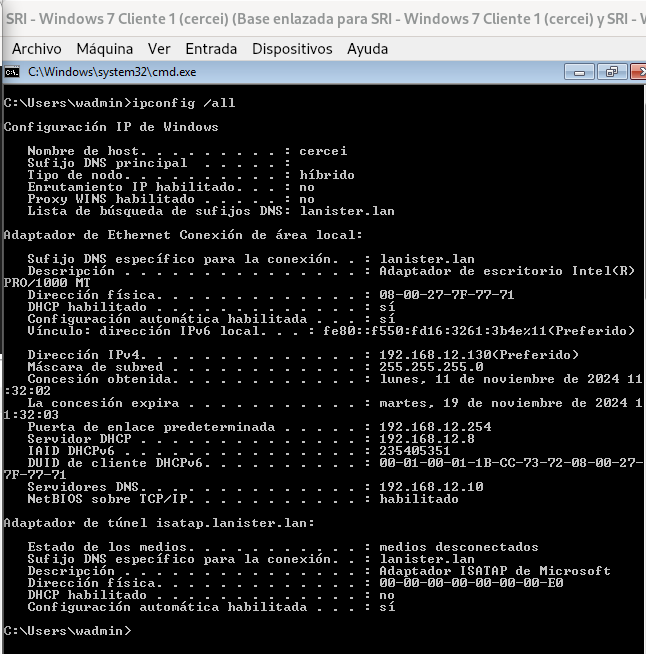 SRI - Windows 7 Cliente 1 (cercei) (Base enlazada para SRI - Windows 7 Cliente 1 (cercei) y SRI - W
Archivo Máquina Ver Entrada Dispositivos Ayuda
C:\Windows\system32\cmd.exe
C:\Users\wadmin>ipconfig /all
Configuración IP de Windows
Nombre de host. . . . . . . . . : cercei
Sufijo DNS principal . . . . . :
Tipo de nodo. . . . . . . . . . : híbrido
Enrutamiento IP habilitado. . . : no
Proxy WINS habilitado . . . . . : no
Lista de búsqueda de sufijos DNS: lanister.lan
Adaptador de Ethernet Conexión de área local:
Sufijo DNS específico para la conexión. . : lanister.lan
Descripción . . . . . . . . . . . . . . . : Adaptador de escritorio Intel(R)
PRO/1000 MT
Dirección física. . . . . . . . . . . . . : 08-00-27-7F-77-71
DHCP habilitado . . . . . . . . . . . . . : sí
Configuración automática habilitada . . . : sí
Vínculo: dirección IPv6 local. . . : fe80::f550:fd16:3261:3b4e%11(Preferido)
Dirección IPv4. . . . . . . . . . . . . . : 192.168.12.130(Preferido)
Máscara de subred . . . . . . . . . . . . : 255.255.255.0
Concesión obtenida. . . . . . . . . . . . : lunes, 11 de noviembre de 2024 11
:32:02
La concesión expira . . . . . . . . . . . : martes, 19 de noviembre de 2024 1
1:32:03
Puerta de enlace predeterminada . . . . . : 192.168.12.254
Servidor DHCP . . . . . . . . . . . . . . : 192.168.12.8
IAID DHCPv6 . . . . . . . . . . . . . . . : 235405351
DUID de cliente DHCPv6. . . . . . . . . . : 00-01-00-01-1B-CC-73-72-08-00-27-
7F-77-71
Servidores DNS. . . . . . . . . . . . . . : 192.168.12.10
NetBIOS sobre TCP/IP. . . . . . . . . . . : habilitado
Adaptador de túnel isatap.lanister.lan:
Estado de los medios. . . . . . . . . . . : medios desconectados
Sufijo DNS específico para la conexión. . : lanister.lan
Descripción . . . . . . . . . . . . . . . : Adaptador ISATAP de Microsoft
Dirección física. . . . . . . . . . . . . : 00-00-00-00-00-00-00-E0
DHCP habilitado . . . . . . . . . . . . . : no
Configuración automática habilitada . . . : sí
C:\Users\wadmin>